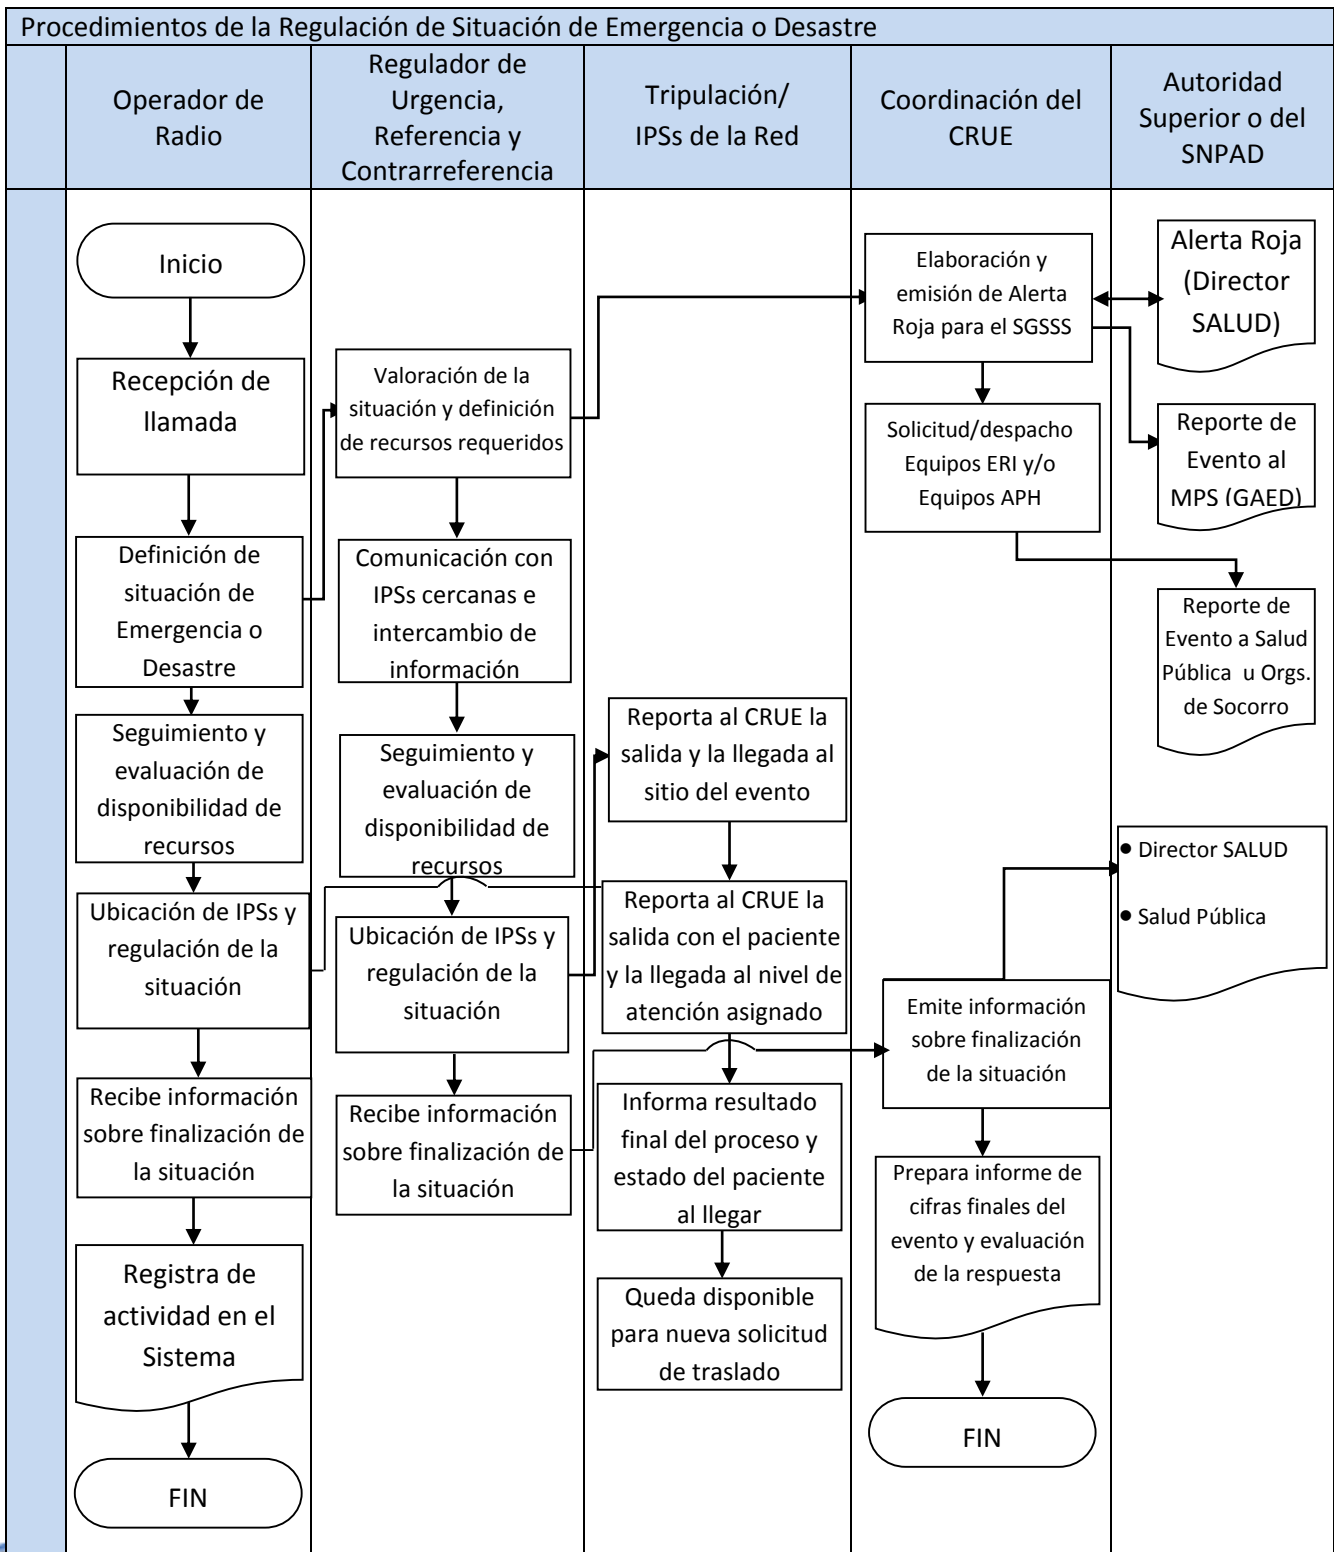 Procedimientos de la Regulación de Situación de Emergencia o Desastre
Operador de
Radio
Regulador de
Urgencia,
Referencia y
Contrarreferencia
Tripulación/
IPSs de la Red
Coordinación del
CRUE
Autoridad
Superior o del
SNPAD
Inicio
Recepción de
llamada
Definición de
situación de
Emergencia o
Desastre
Seguimiento y
evaluación de
disponibilidad de
recursos
Ubicación de IPSs y
regulación de la
situación
Recibe información
sobre finalización de
la situación
Registra de
actividad en el
Sistema
FIN
Valoración de la
situación y definición
de recursos requeridos
Comunicación con
IPSs cercanas e
intercambio de
información
Seguimiento y
evaluación de
disponibilidad de
recursos
Ubicación de IPSs y
regulación de la
situación
Recibe información
sobre finalización de
la situación
Reporta al CRUE la
salida y la llegada al
sitio del evento
Reporta al CRUE la
salida con el paciente
y la llegada al nivel de
atención asignado
Informa resultado
final del proceso y
estado del paciente
al llegar
Queda disponible
para nueva solicitud
de traslado
Elaboración y
emisión de Alerta
Roja para el SGSSS
Solicitud/despacho
Equipos ERI y/o
Equipos APH
Emite información
sobre finalización
de la situación
Prepara informe de
cifras finales del
evento y evaluación
de la respuesta
FIN
Alerta Roja
(Director
SALUD)
Reporte de
Evento al
MPS (GAED)
Reporte de
Evento a Salud
Pública u Orgs.
de Socorro
● Director SALUD
● Salud Pública